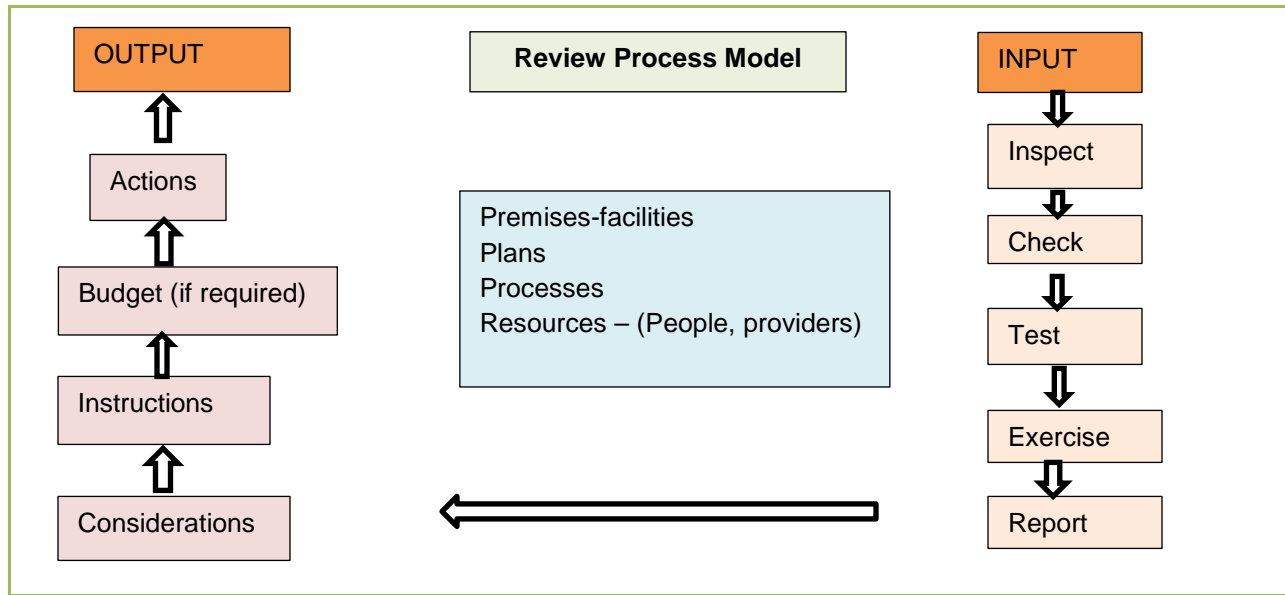 OUTPUT
Review Process Model
INPUT
Actions
Budget (if required)
Instructions
Considerations
Premises-facilities
Plans
Processes
Resources – (People, providers)
Inspect
Check
Test
Exercise
Report